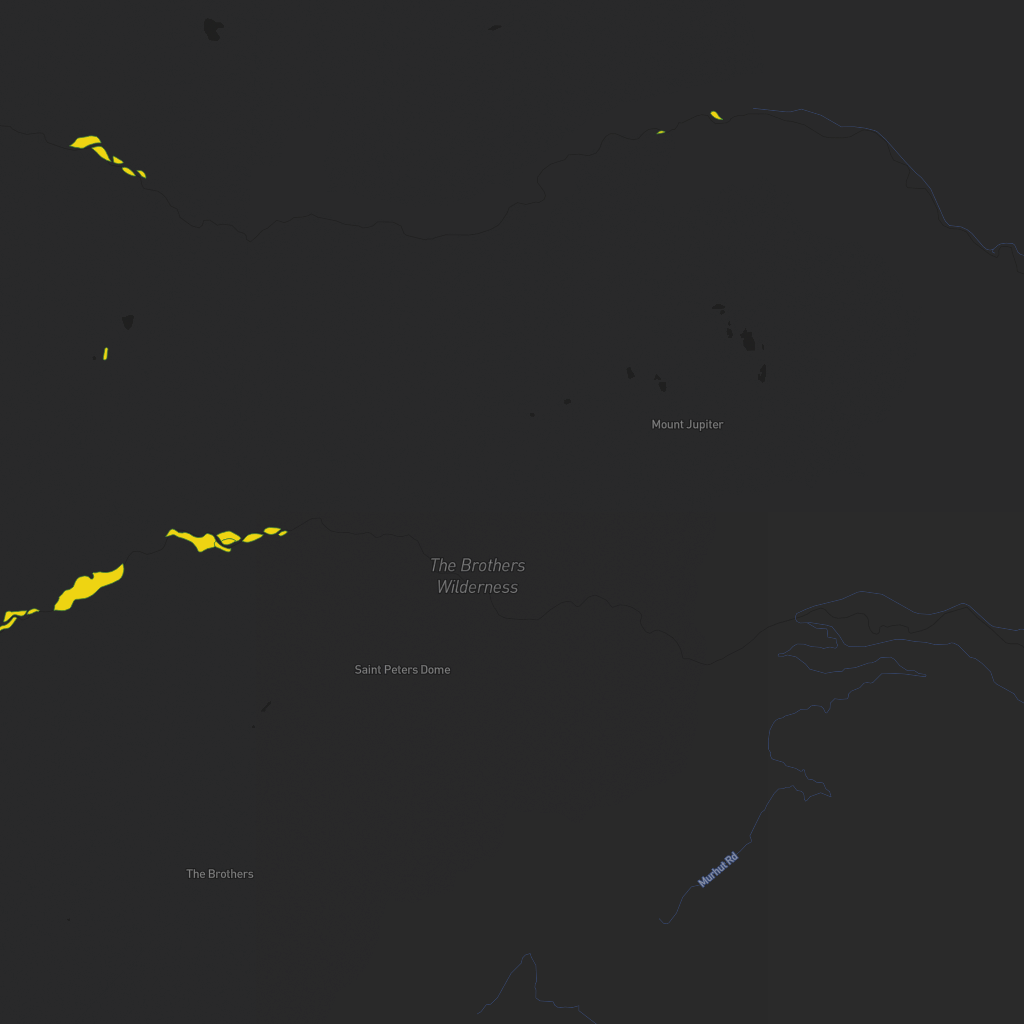 Mount Jupiter
The Brothers
Wilderness
Saint Peters Dome
Murhut Rd
The Brothers